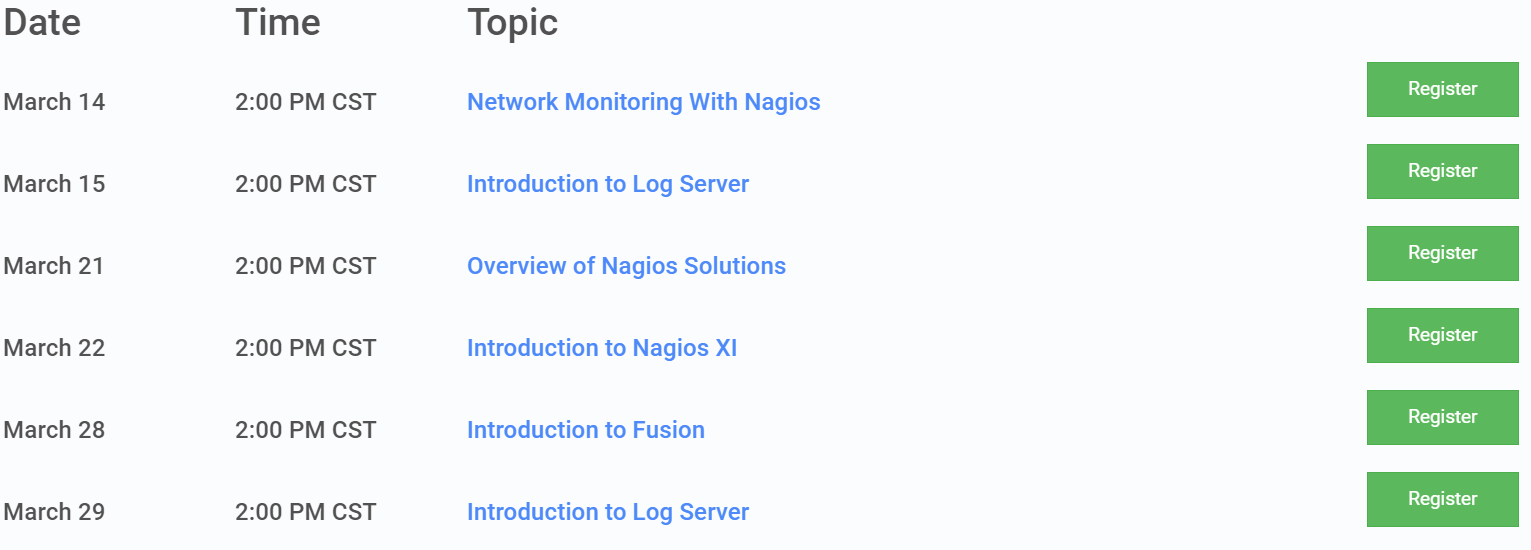 Date Time Topic
March 14 2:00 PM CST Network Monitoring With Nagios Register
March 15 2:00 PM CST Introduction to Log Server Register
March 21 2:00 PM CST Overview of Nagios Solutions Register
March 22 2:00 PM CST Introduction to Nagios XI Register
March 28 2:00 PM CST Introduction to Fusion Register
March 29 2:00 PM CST Introduction to Log Server Register